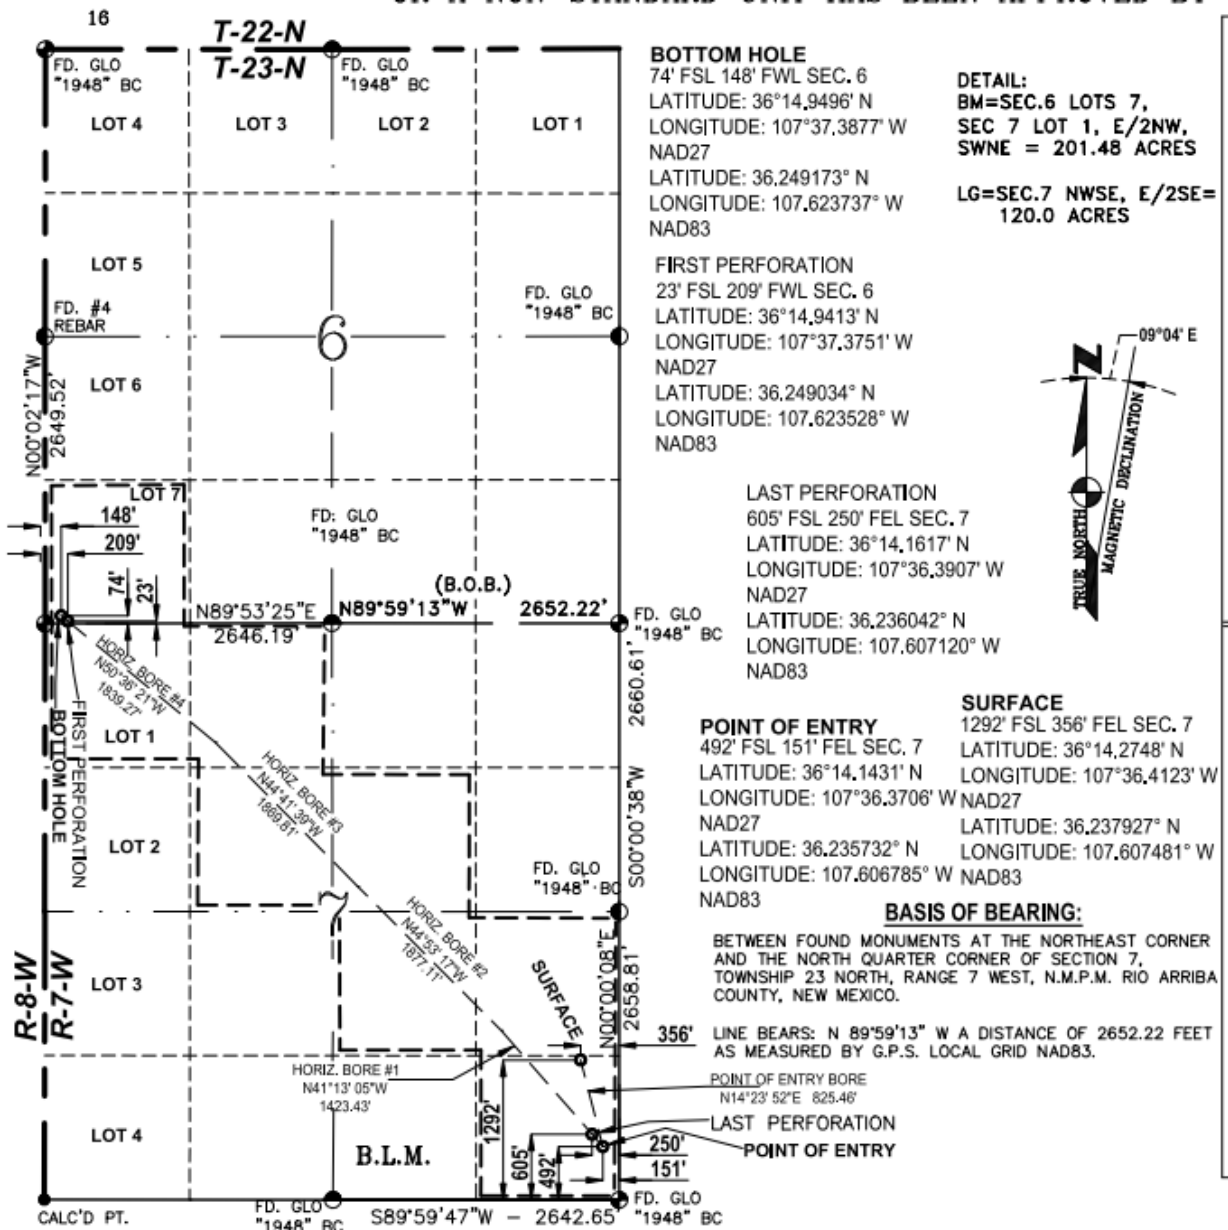 16
T-22-N
T-23-N
FD. GLO
"1948" BC
FD. GLO
"1948" BC
LOT 4
LOT 3
LOT 2
LOT 1
LOT 5
FD. #4
REBAR
FD. GLO
"1948" BC
6
LOT 6
N00°02'17"W
2649.52'
LOT 7
148'
209'
74'
23'
FD: GLO
"1948" BC
(B.O.B.)
N89°53'25"E
2646.19'
N89°59'13"W
2652.22'
FD. GLO
"1948" BC
HORIZ. BORE #4
N50°36'21"W
1839.27'
BOTTOM HOLE
FIRST PERFORATION
LOT 1
HORIZ. BORE #3
N44°41'39"W
1869.81'
2660.61'
S00°00'38"W
LOT 2
FD. GLO
"1948" BC
7
HORIZ. BORE #2
N44°53'17"W
1877.11'
R-8-W
R-7-W
LOT 3
SURFACE
N00°00'08"E
2658.81'
356'
HORIZ. BORE #1
N41°13'05"W
1423.43'
1292'
605'
492'
POINT OF ENTRY BORE
N14°23'52"E 825.46'
LAST PERFORATION
POINT OF ENTRY
250'
151'
LOT 4
B.L.M.
CALC'D PT.
FD. GLO
"1948" BC
S89°59'47"W - 2642.65'
FD. GLO
"1948" BC
BOTTOM HOLE
74' FSL 148' FWL SEC. 6
LATITUDE: 36°14.9496' N
LONGITUDE: 107°37.3877' W
NAD27
LATITUDE: 36.249173° N
LONGITUDE: 107.623737° W
NAD83
DETAIL:
BM=SEC.6 LOTS 7,
SEC 7 LOT 1, E/2NW,
SWNE = 201.48 ACRES
LG=SEC.7 NWSE, E/2SE=
120.0 ACRES
FIRST PERFORATION
23' FSL 209' FWL SEC. 6
LATITUDE: 36°14.9413' N
LONGITUDE: 107°37.3751' W
NAD27
LATITUDE: 36.249034° N
LONGITUDE: 107.623528° W
NAD83
09°04' E
N
TRUE NORTH
MAGNETIC DECLINATION
LAST PERFORATION
605' FSL 250' FEL SEC. 7
LATITUDE: 36°14.1617' N
LONGITUDE: 107°36.3907' W
NAD27
LATITUDE: 36.236042° N
LONGITUDE: 107.607120° W
NAD83
POINT OF ENTRY
492' FSL 151' FEL SEC. 7
LATITUDE: 36°14.1431' N
LONGITUDE: 107°36.3706' W
NAD27
LATITUDE: 36.235732° N
LONGITUDE: 107.606785° W
NAD83
SURFACE
1292' FSL 356' FEL SEC. 7
LATITUDE: 36°14.2748' N
LONGITUDE: 107°36.4123' W
NAD27
LATITUDE: 36.237927° N
LONGITUDE: 107.607481° W
NAD83
BASIS OF BEARING:
BETWEEN FOUND MONUMENTS AT THE NORTHEAST CORNER
AND THE NORTH QUARTER CORNER OF SECTION 7,
TOWNSHIP 23 NORTH, RANGE 7 WEST, N.M.P.M. RIO ARRIBA
COUNTY, NEW MEXICO.
LINE BEARS: N 89°59'13" W A DISTANCE OF 2652.22 FEET
AS MEASURED BY G.P.S. LOCAL GRID NAD83.